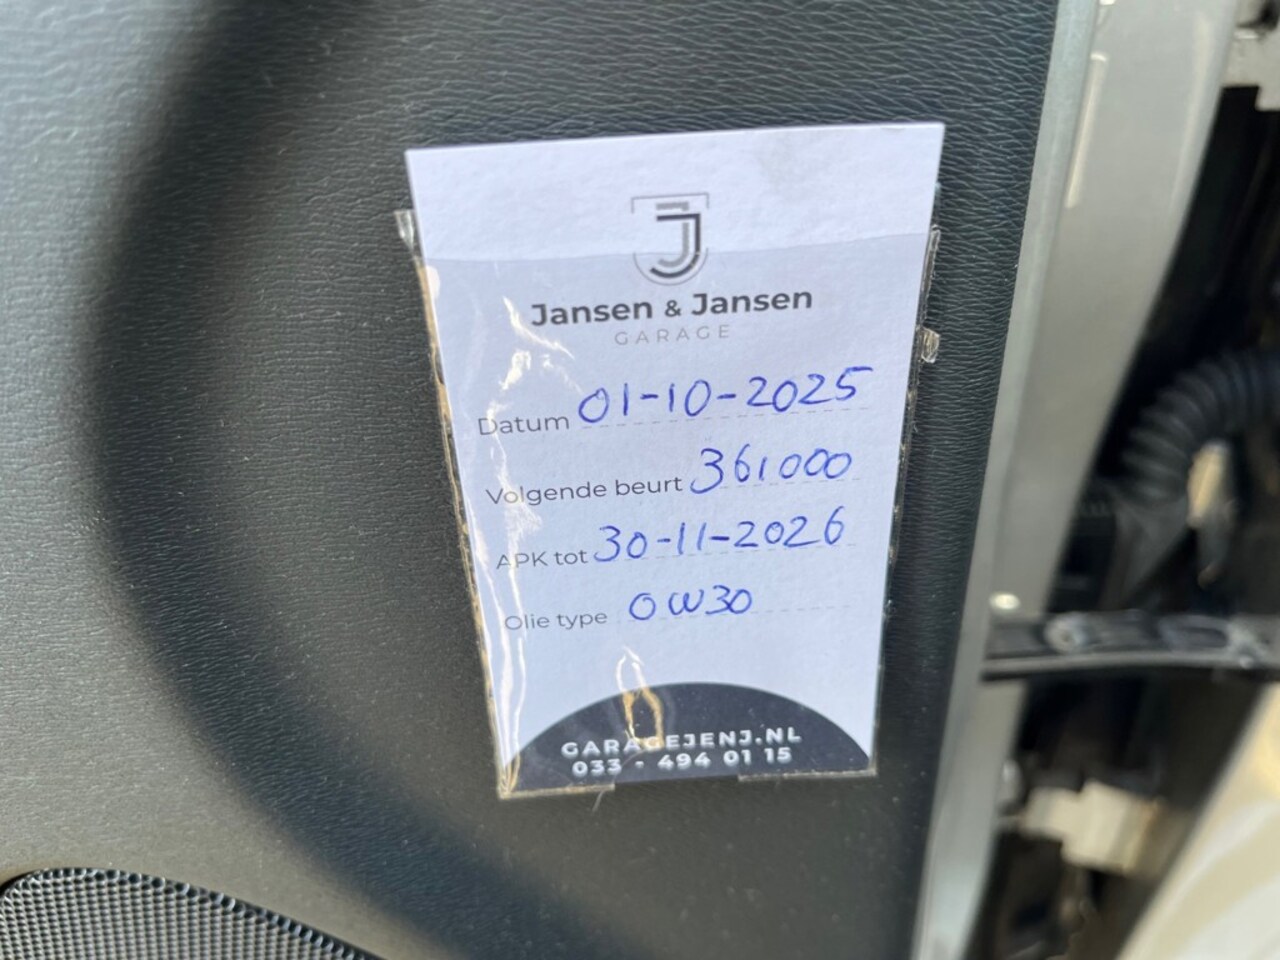 Jansen & Jansen
GARAGE
Datum 01-10-2025
Volgende beurt 361000
APK tot 30-11-2026
Olie type 0W30
GARAGEJENJ.NL
033 - 494 01 15